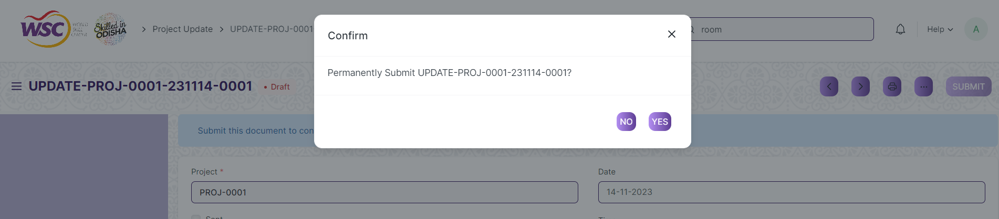 WSC
WORLD
SKILL
CENTER
Skilled in
ODISHA
Project Update
UPDATE-PROJ-0001
Confirm
room
Help
A
Permanently Submit UPDATE-PROJ-0001-231114-0001?
UPDATE-PROJ-0001-231114-0001
• Draft
...
SUBMIT
NO
YES
Submit this document to con
Project *
Date
PROJ-0001
14-11-2023